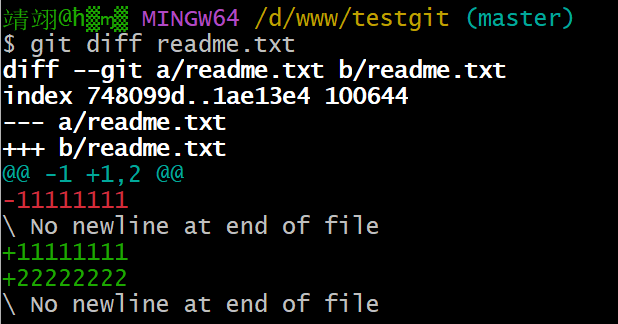 靖翊@h▒m▒ MINGW64 /d/www/testgit (master)
$ git diff readme.txt
diff --git a/readme.txt b/readme.txt
index 748099d..1ae13e4 100644
--- a/readme.txt
+++ b/readme.txt
@@ -1 +1,2 @@
-11111111
\ No newline at end of file
+11111111
+22222222
\ No newline at end of file